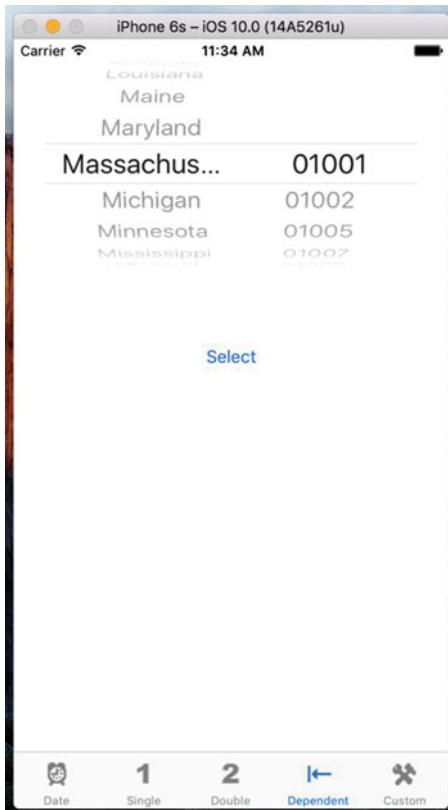 iPhone 6s – iOS 10.0 (14A5261u)
Carrier 11:34 AM
Louisiana
Maine
Maryland
Massachus... 01001
Michigan 01002
Minnesota 01005
Mississippi 01007
Select
1 2
Date Single Double Dependent Custom